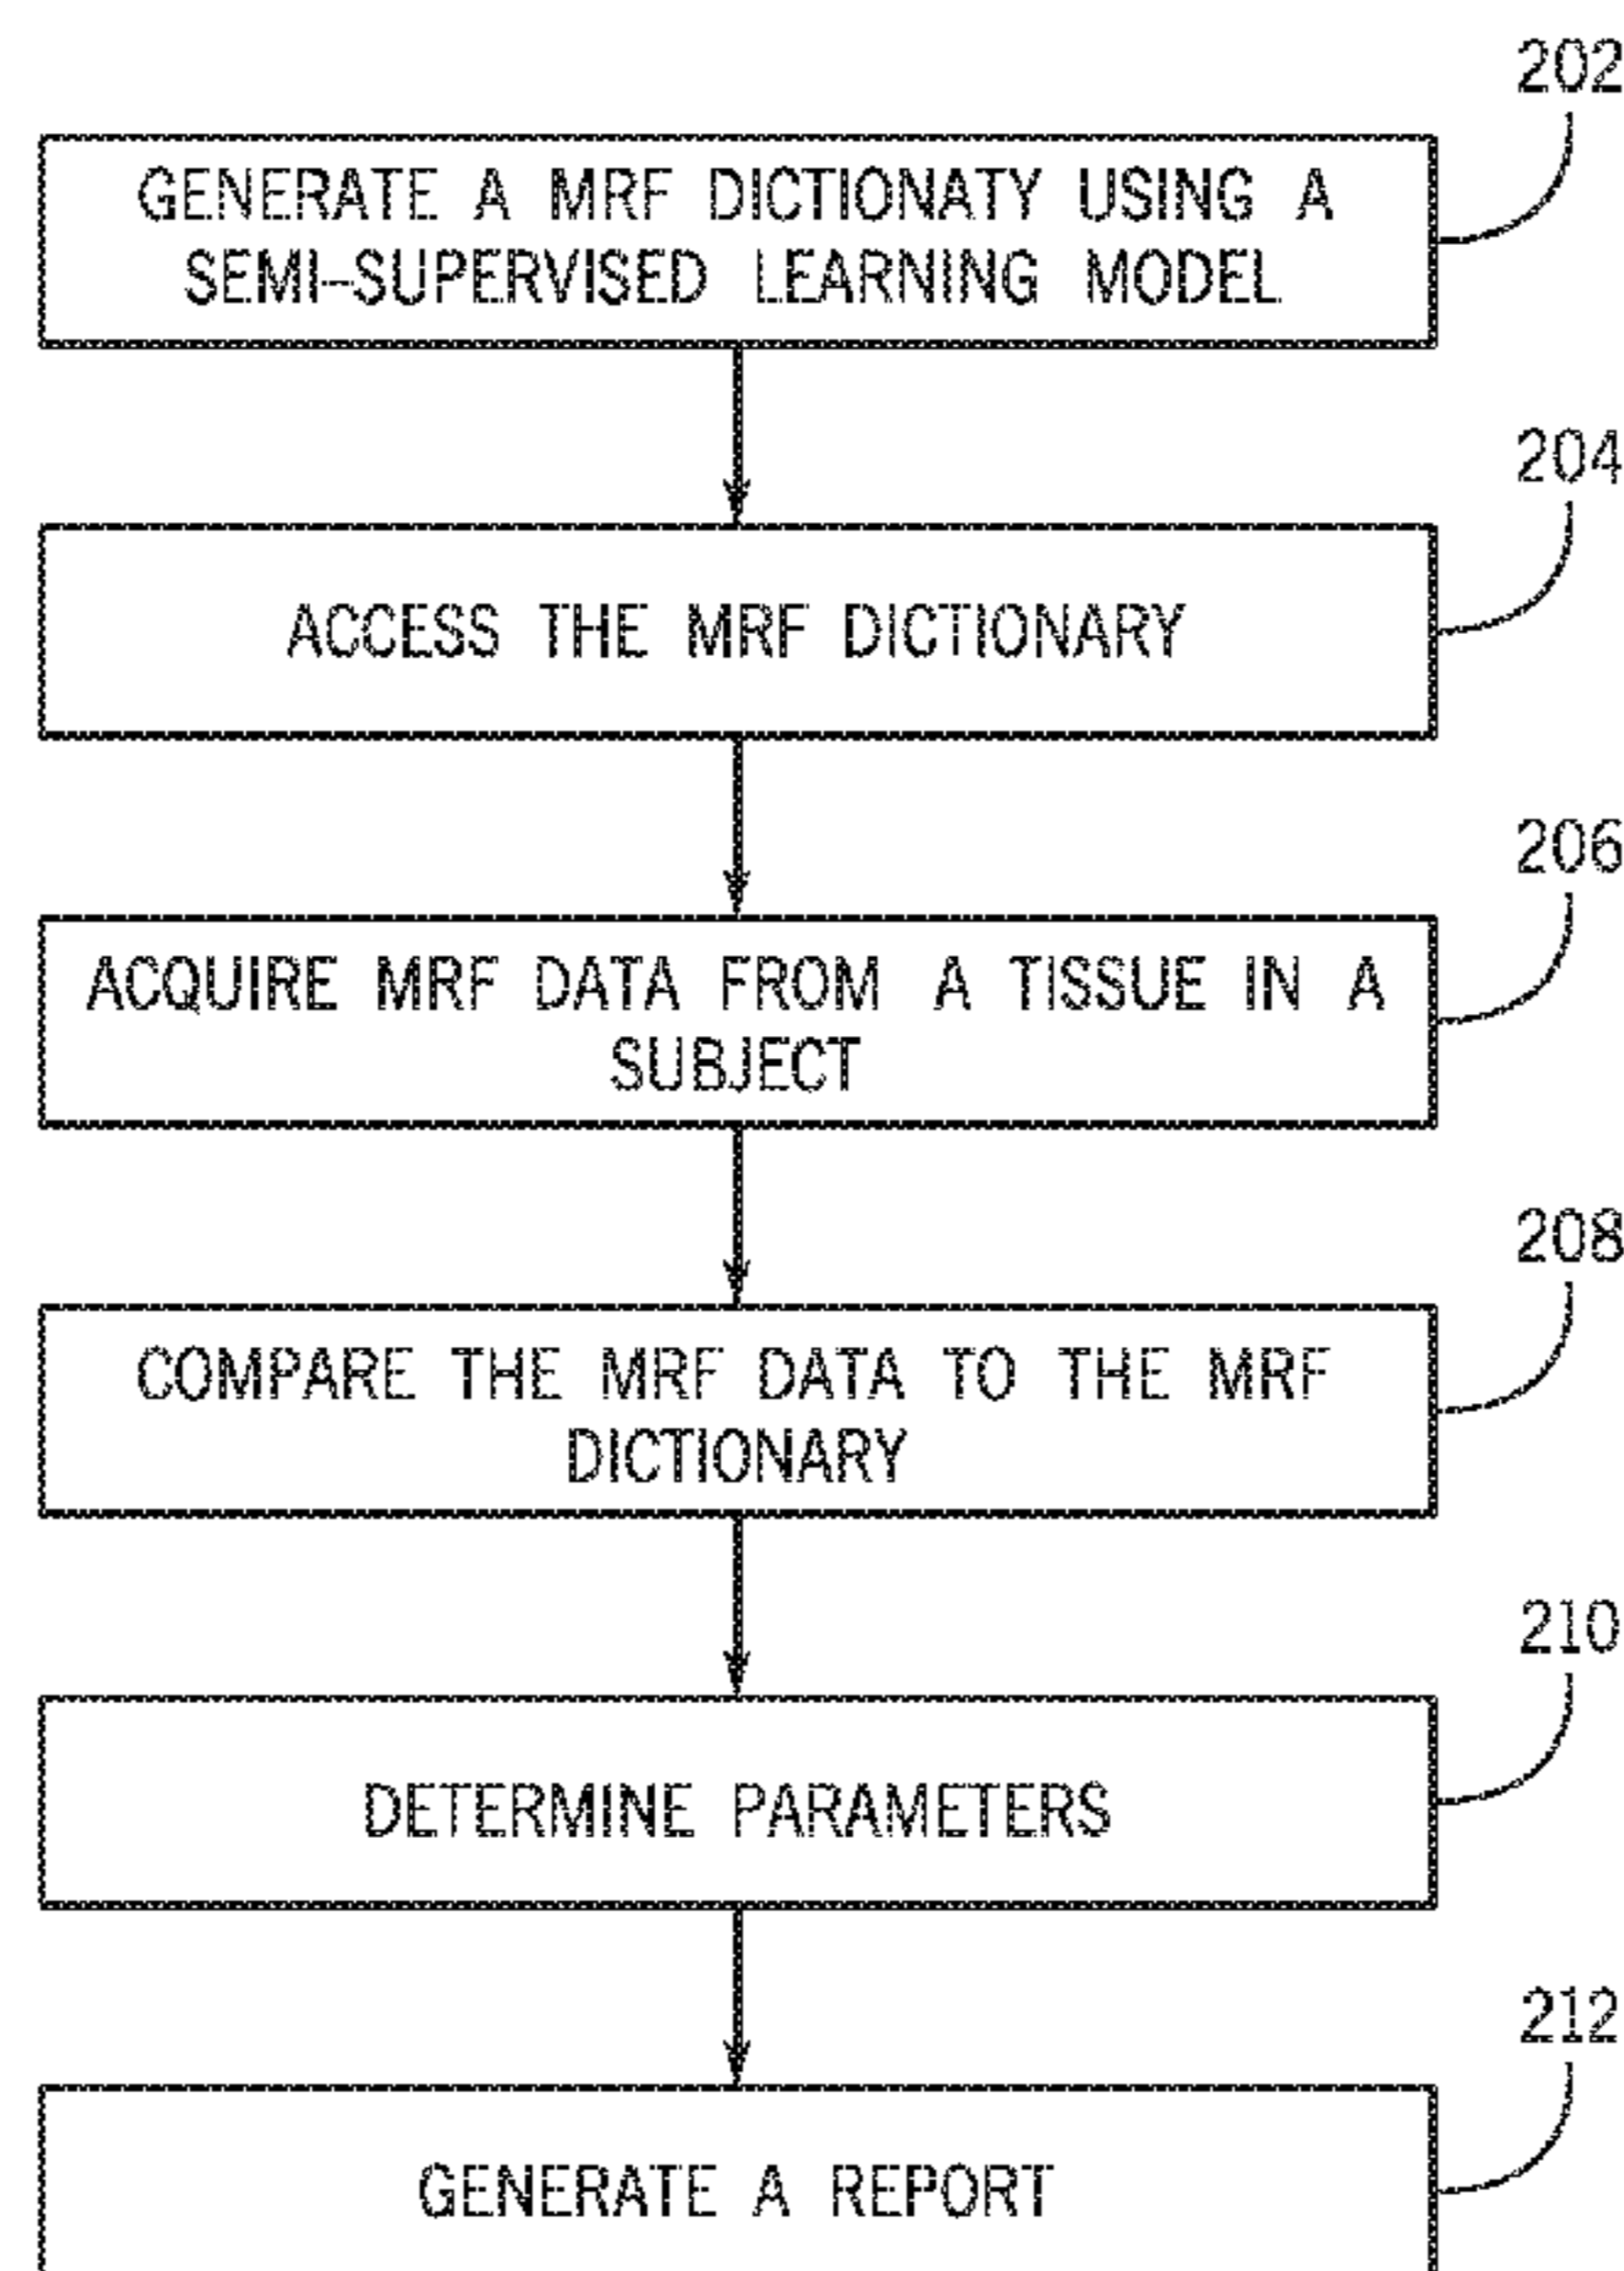 202
GENERATE A MRF DICTIONATY USING A
SEMI-SUPERVISED LEARNING MODEL
204
ACCESS THE MRF DICTIONARY
206
ACQUIRE MRF DATA FROM A TISSUE IN A
SUBJECT
208
COMPARE THE MRF DATA TO THE MRF
DICTIONARY
210
DETERMINE PARAMETERS
212
GENERATE A REPORT